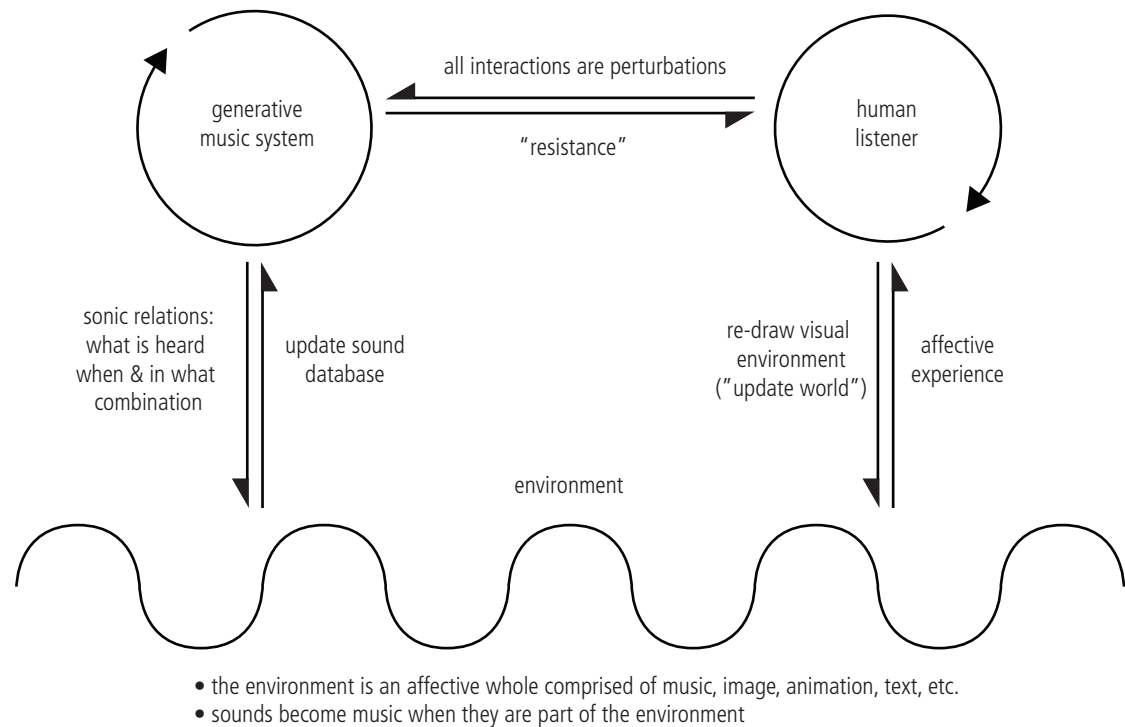 all interactions are perturbations
generative
music system
human
listener
“resistance”
sonic relations:
what is heard
when & in what
combination
update sound
database
re-draw visual
environment
(“update world”)
affective
experience
environment
• the environment is an affective whole comprised of music, image, animation, text, etc.
• sounds become music when they are part of the environment